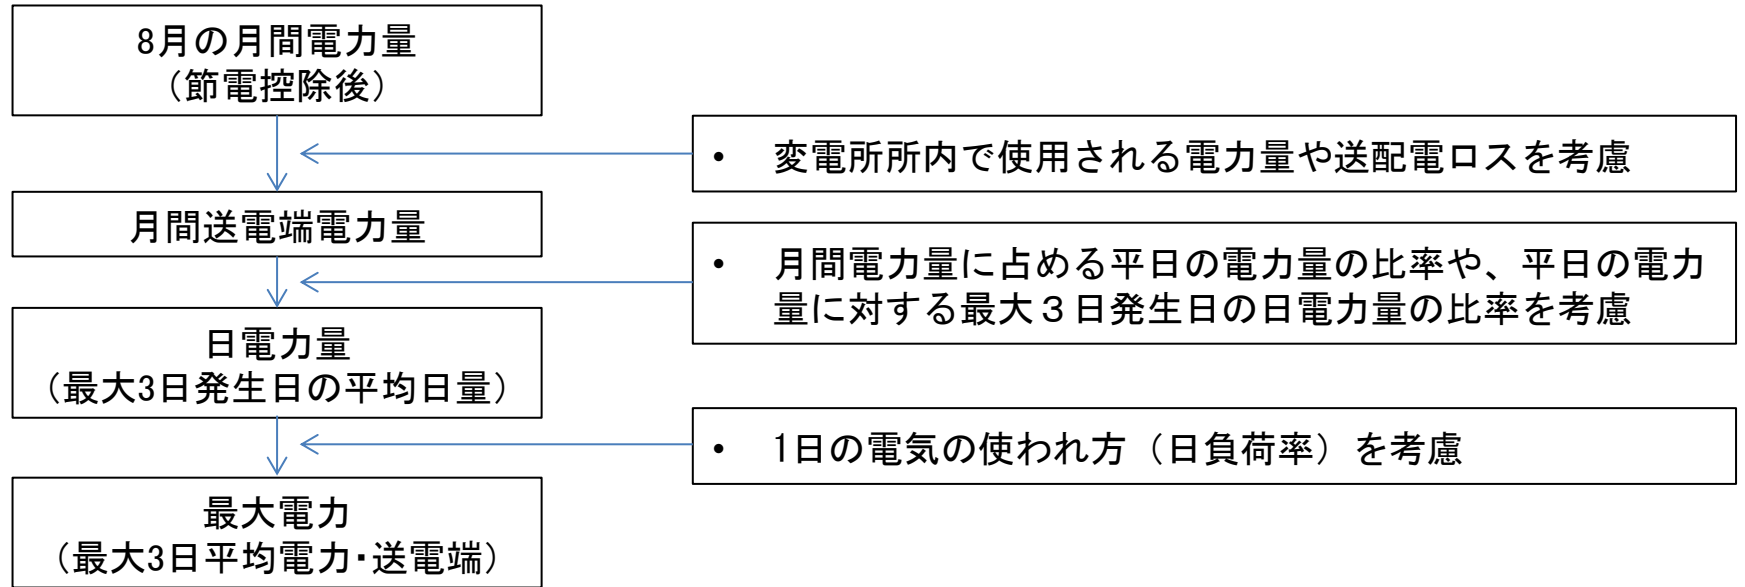 8月の月間電力量
（節電控除後）
• 変電所所内で使用される電力量や送配電ロスを考慮
月間送電端電力量
• 月間電力量に占める平日の電力量の比率や、平日の電力
量に対する最大３日発生日の日電力量の比率を考慮
日電力量
（最大3日発生日の平均日量）
• 1日の電気の使われ方（日負荷率）を考慮
最大電力
（最大3日平均電力・送電端）